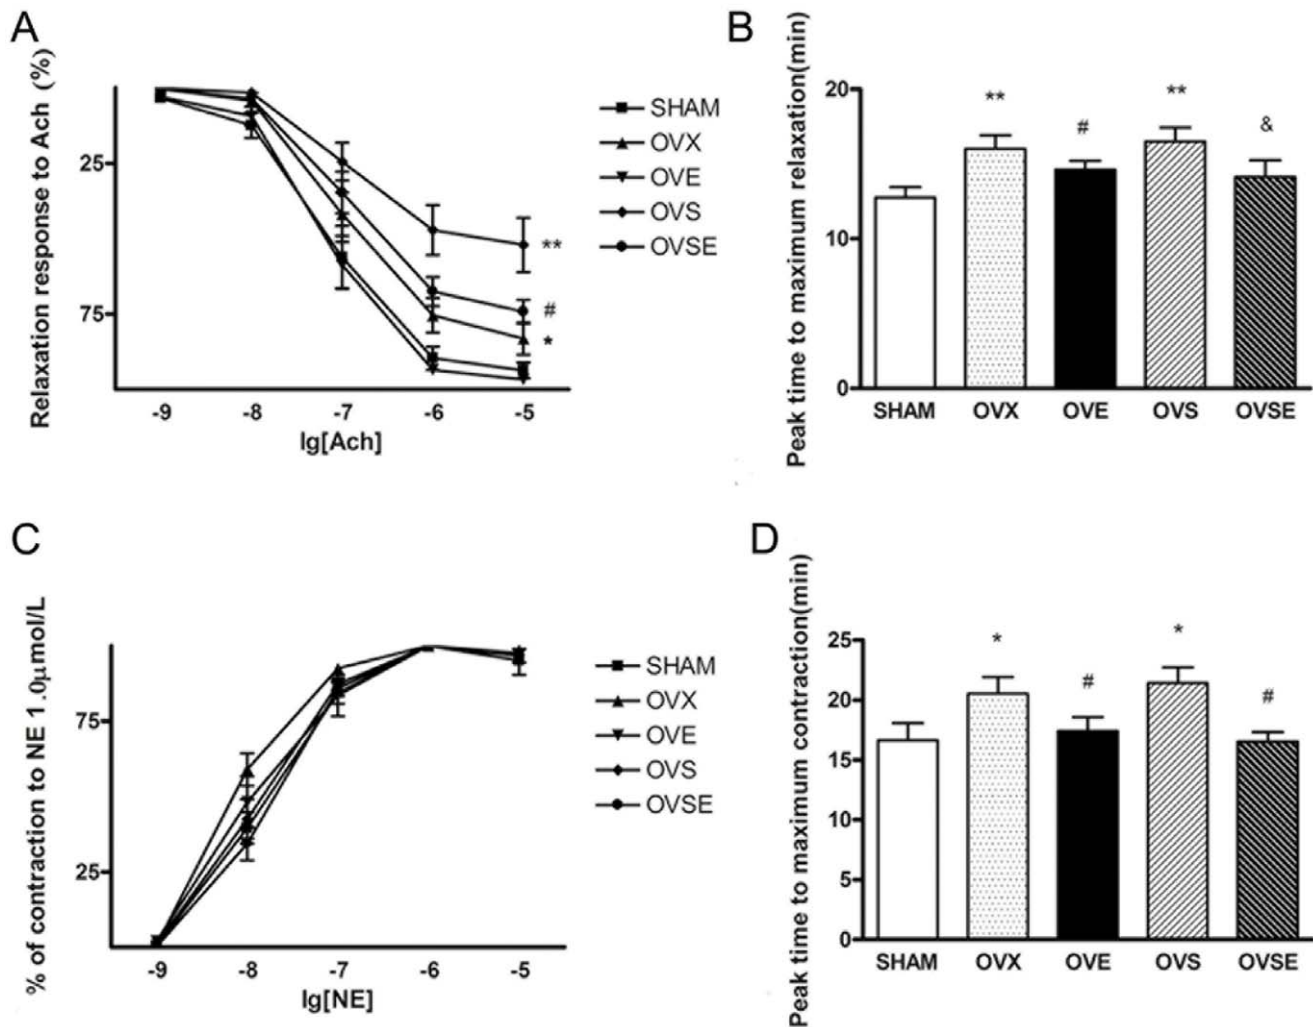 A
Relaxation response to Ach (%)
25
75
-9 -8 -7 -6 -5
lg[Ach]
**
#
*
SHAM
OVX
OVE
OVS
OVSE
B
Peak time to maximum relaxation(min)
20
10
0
** # ** &
SHAM OVX OVE OVS OVSE
C
% of contraction to NE 1.0μmol/L
75
25
-9 -8 -7 -6 -5
lg[NE]
SHAM
OVX
OVE
OVS
OVSE
D
Peak time to maximum contraction(min)
25
20
15
10
5
0
* # * #
SHAM OVX OVE OVS OVSE